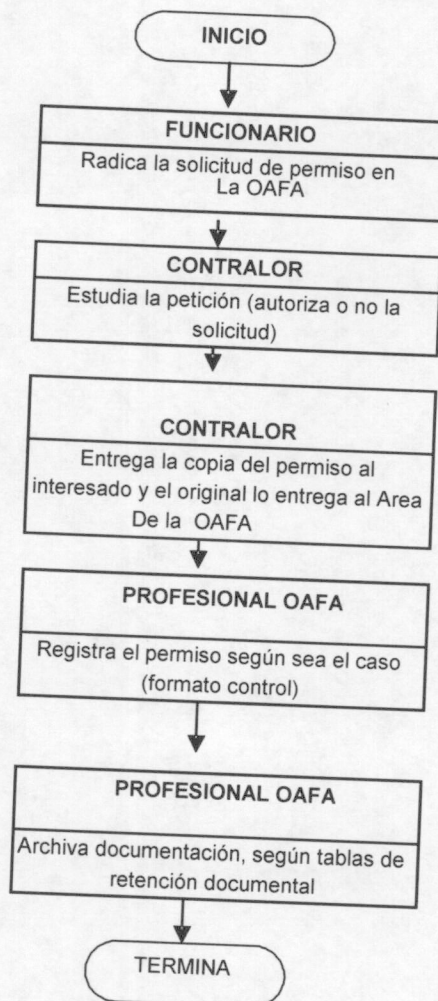 INICIO
FUNCIONARIO
Radica la solicitud de permiso en
La OAFA
CONTRALOR
Estudia la petición (autoriza o no la
solicitud)
CONTRALOR
Entrega la copia del permiso al
interesado y el original lo entrega al Area
De la OAFA
PROFESIONAL OAFA
Registra el permiso según sea el caso
(formato control)
PROFESIONAL OAFA
Archiva documentación, según tablas de
retención documental
TERMINA